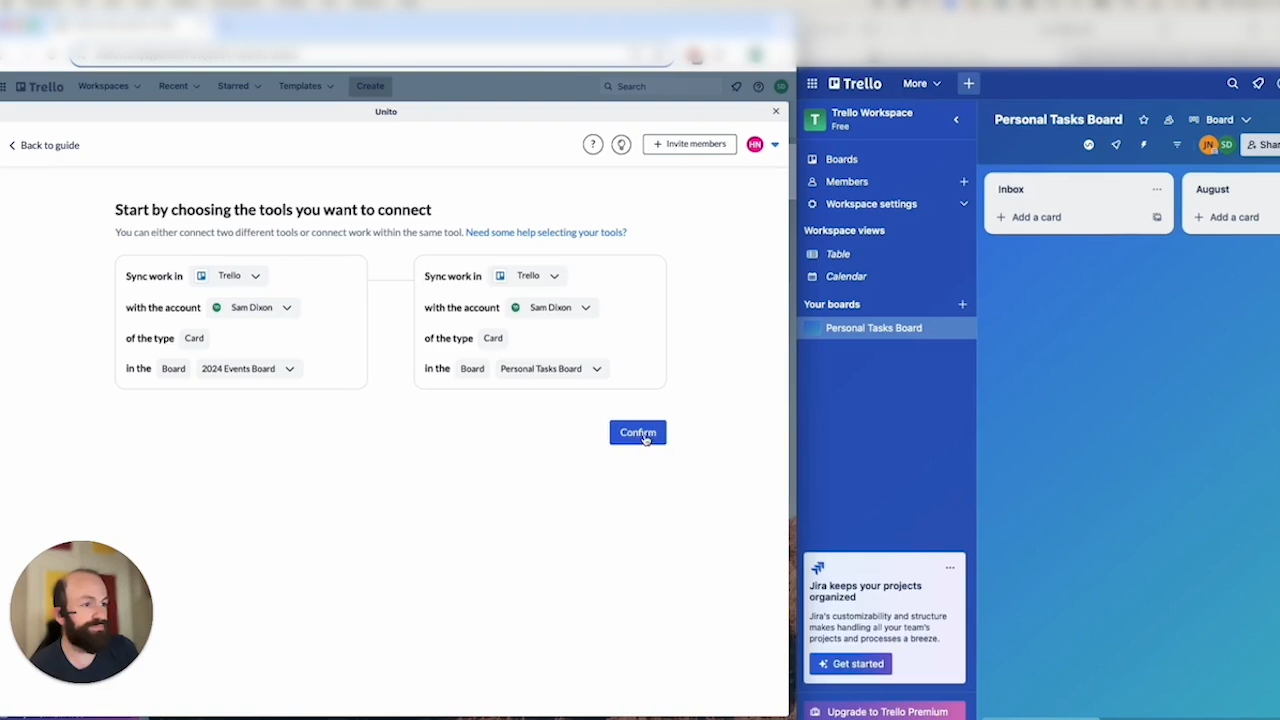 Trello
Workspaces
Recent
Starred
Templates
Create
Search
SD
Unito
Back to guide
?
+ Invite members
HN
Start by choosing the tools you want to connect
You can either connect two different tools or connect work within the same tool. Need some help selecting your tools?
Sync work in Trello
with the account Sam Dixon
of the type Card
in the Board 2024 Events Board
Sync work in Trello
with the account Sam Dixon
of the type Card
in the Board Personal Tasks Board
Confirm
Trello
More
+
T
Trello Workspace
Free
Boards
Members
Workspace settings
Workspace views
Table
Calendar
Your boards
Personal Tasks Board
Jira keeps your projects
organized
Jira's customizability and structure
makes handling all your team's
projects and processes a breeze.
Get started
Upgrade to Trello Premium
Personal Tasks Board
Board
JN SD
Shar
Inbox
+ Add a card
August
+ Add a card